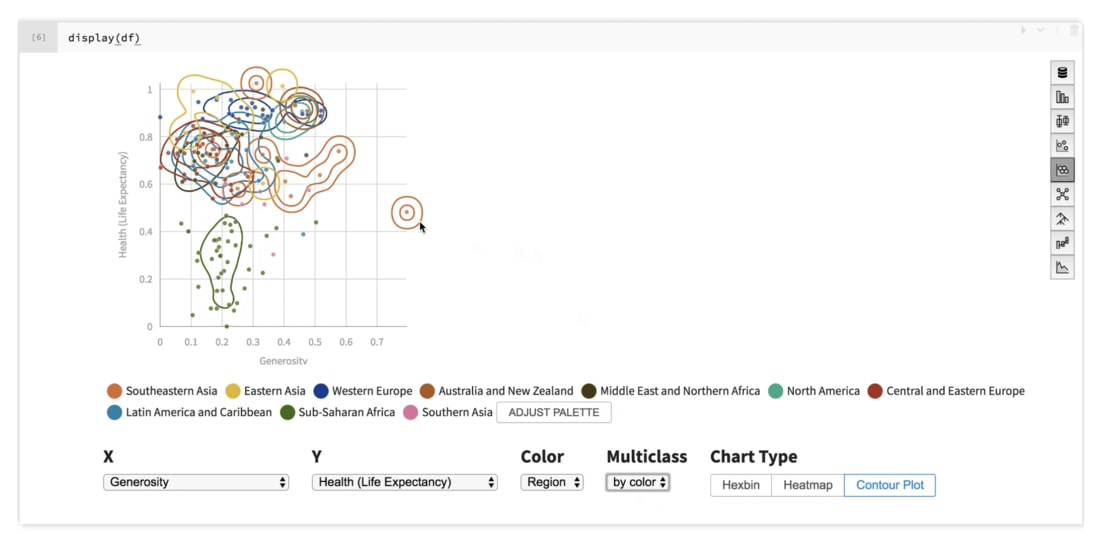 [6] display(df)
1
0.8
0.6
0.4
0.2
0
Health (Life Expectancy)
0 0.1 0.2 0.3 0.4 0.5 0.6 0.7
Generosity
Southeastern Asia Eastern Asia Western Europe Australia and New Zealand Middle East and Northern Africa North America Central and Eastern Europe
Latin America and Caribbean Sub-Saharan Africa Southern Asia ADJUST PALETTE
X Y Color Multiclass Chart Type
Generosity Health (Life Expectancy) Region by color Hexbin Heatmap Contour Plot